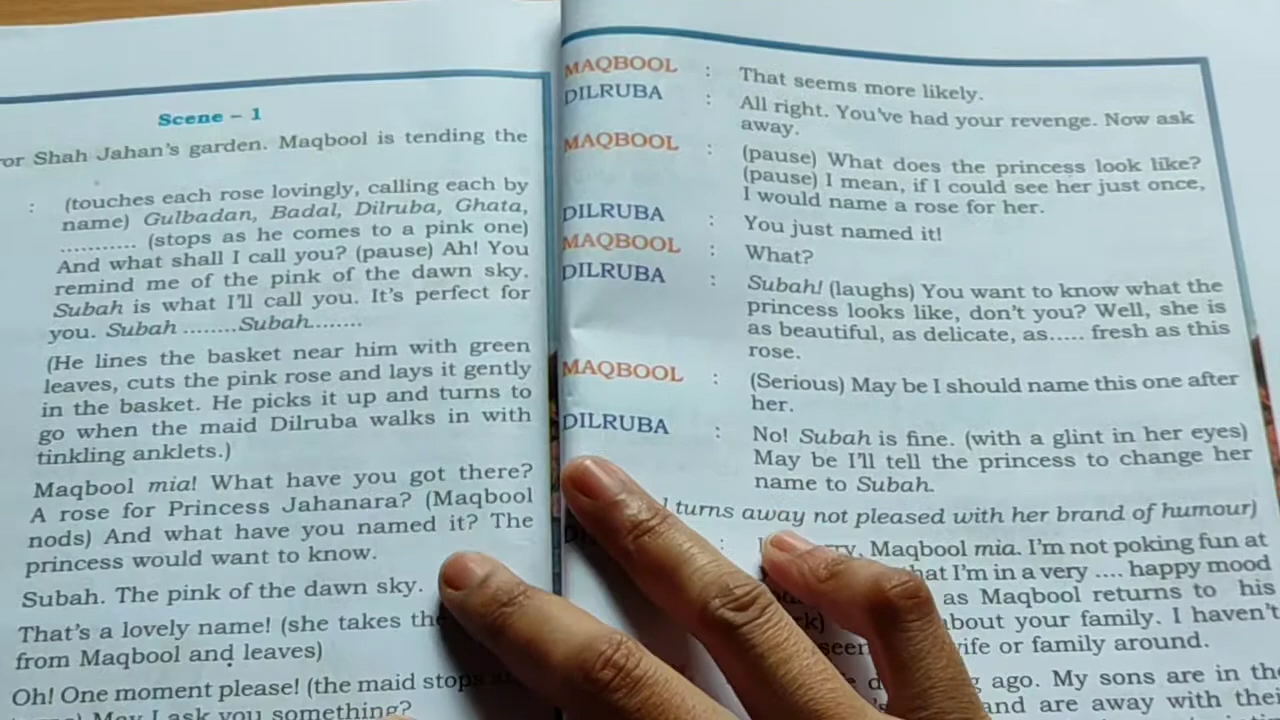 Scene – 1
or Shah Jahan's garden. Maqbool is tending the
: (touches each rose lovingly, calling each by
name) Gulbadan, Badal, Dilruba, Ghata,
........... (stops as he comes to a pink one)
And what shall I call you? (pause) Ah! You
remind me of the pink of the dawn sky.
Subah is what I'll call you. It's perfect for
you. Subah ........Subah........
(He lines the basket near him with green
leaves, cuts the pink rose and lays it gently
in the basket. He picks it up and turns to
go when the maid Dilruba walks in with
tinkling anklets.)
Maqbool mia! What have you got there?
A rose for Princess Jahanara? (Maqbool
nods) And what have you named it? The
princess would want to know.
Subah. The pink of the dawn sky.
That's a lovely name! (she takes the
from Maqbool and leaves)
Oh! One moment please! (the maid stops
May I ask you something?
MAQBOOL : That seems more likely.
DILRUBA : All right. You've had your revenge. Now ask
away.
MAQBOOL : (pause) What does the princess look like?
(pause) I mean, if I could see her just once,
I would name a rose for her.
DILRUBA : You just named it!
MAQBOOL : What?
DILRUBA : Subah! (laughs) You want to know what the
princess looks like, don't you? Well, she is
as beautiful, as delicate, as..... fresh as this
rose.
MAQBOOL : (Serious) May be I should name this one after
her.
DILRUBA : No! Subah is fine. (with a glint in her eyes)
May be I'll tell the princess to change her
name to Subah.
turns away not pleased with her brand of humour)
: Maqbool mia. I'm not poking fun at
that I'm in a very .... happy mood
as Maqbool returns to his
about your family. I haven't
seen wife or family around.
ago. My sons are in the
and are away with their